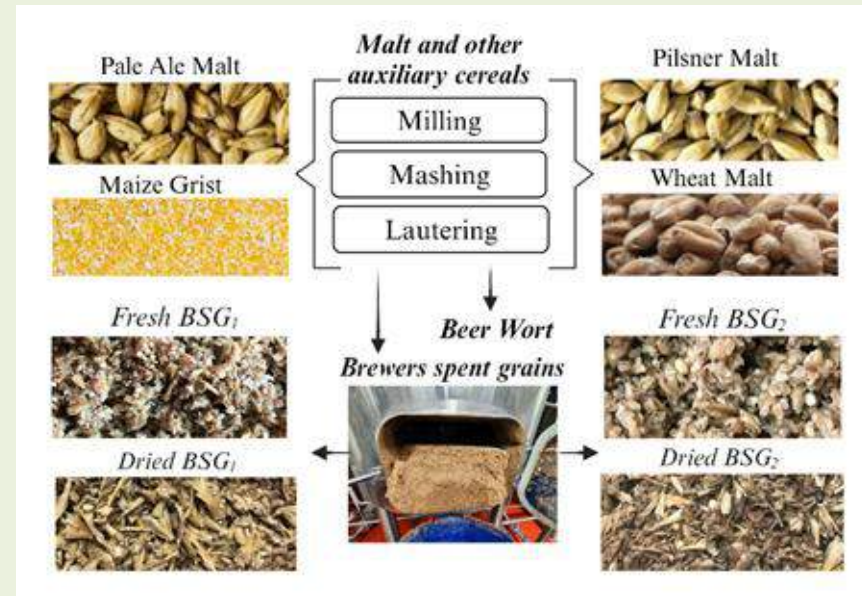 Malt and other
auxiliary cereals
Pale Ale Malt
Pilsner Malt
Milling
Mashing
Lautering
Maize Grist
Wheat Malt
Fresh BSG₁
Fresh BSG₂
Beer Wort
Brewers spent grains
Dried BSG₁
Dried BSG₂